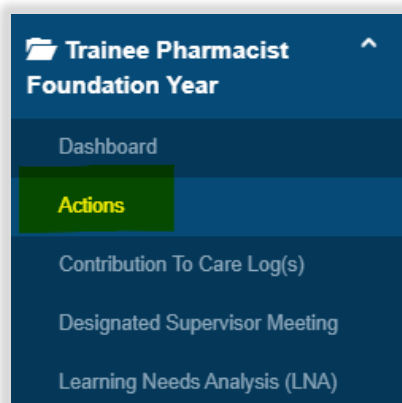 Trainee Pharmacist
Foundation Year
Dashboard
Actions
Contribution To Care Log(s)
Designated Supervisor Meeting
Learning Needs Analysis (LNA)